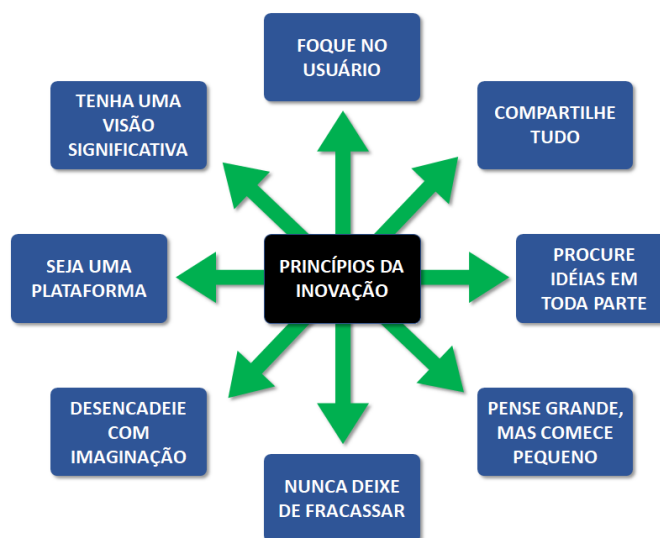 FOQUE NO
USUÁRIO
TENHA UMA
VISÃO
SIGNIFICATIVA
COMPARTILHE
TUDO
SEJA UMA
PLATAFORMA
PRINCÍPIOS DA
INOVAÇÃO
PROCURE
IDÉIAS EM
TODA PARTE
DESENCADEIE
COM
IMAGINAÇÃO
PENSE GRANDE,
MAS COMECE
PEQUENO
NUNCA DEIXE
DE FRACASSAR